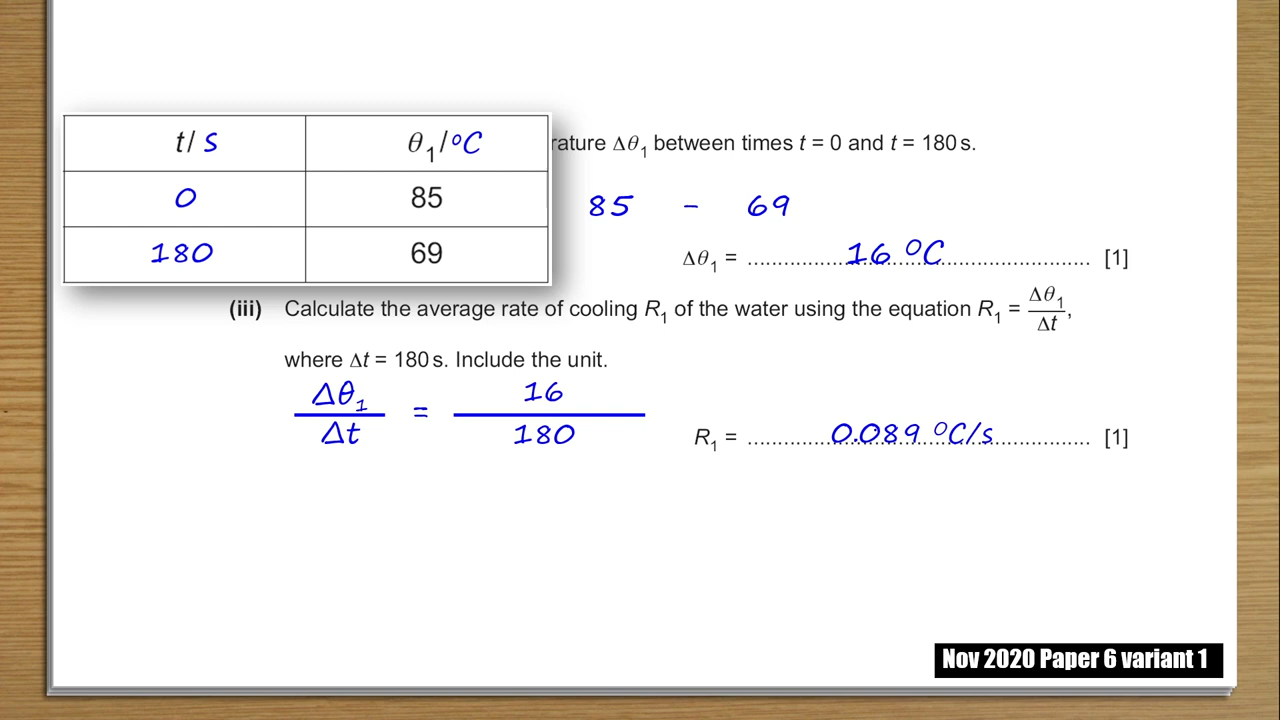 t/ s θ₁/°C
0 85
180 69
rature Δθ₁ between times t = 0 and t = 180 s.
85 - 69
Δθ₁ = ........ 16 °C ........ [1]
(iii) Calculate the average rate of cooling R₁ of the water using the equation R₁ = Δθ₁/Δt,
where Δt = 180 s. Include the unit.
Δθ₁/Δt = 16/180
R₁ = ........ 0.089 °C/s ........ [1]
Nov 2020 Paper 6 variant 1